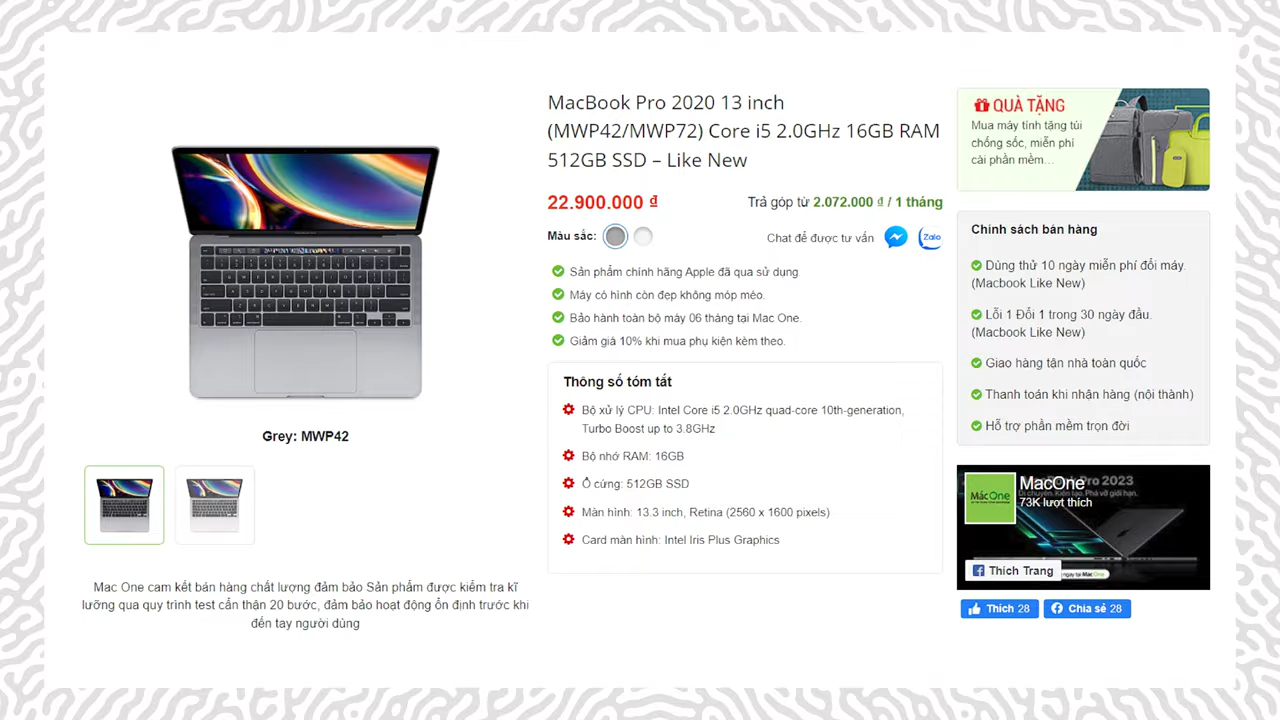 MacBook Pro 2020 13 inch
(MWP42/MWP72) Core i5 2.0GHz 16GB RAM
512GB SSD – Like New
22.900.000 ₫
Trả góp từ 2.072.000 ₫ / 1 tháng
Màu sắc:
Chat để được tư vấn
Zalo
Sản phẩm chính hãng Apple đã qua sử dụng
Máy có hình còn đẹp không móp méo.
Bảo hành toàn bộ máy 06 tháng tại Mac One.
Giảm giá 10% khi mua phụ kiện kèm theo.
Thông số tóm tắt
Bộ xử lý CPU: Intel Core i5 2.0GHz quad-core 10th-generation,
Turbo Boost up to 3.8GHz
Bộ nhớ RAM: 16GB
Ổ cứng: 512GB SSD
Màn hình: 13.3 inch, Retina (2560 x 1600 pixels)
Card màn hình: Intel Iris Plus Graphics
Grey: MWP42
Mac One cam kết bán hàng chất lượng đảm bảo Sản phẩm được kiểm tra kĩ
lưỡng qua quy trình test cẩn thận 20 bước, đảm bảo hoạt động ổn định trước khi
đến tay người dùng
QUÀ TẶNG
Mua máy tính tặng túi
chống sốc, miễn phí
cài phần mềm...
Chính sách bán hàng
Dùng thử 10 ngày miễn phí đổi máy.
(Macbook Like New)
Lỗi 1 Đổi 1 trong 30 ngày đầu.
(Macbook Like New)
Giao hàng tận nhà toàn quốc
Thanh toán khi nhận hàng (nội thành)
Hỗ trợ phần mềm trọn đời
MacOne
MacOne
Pro 2023
Di chuyển. Kiến tạo. Phá vỡ giới hạn.
73K lượt thích
Thích Trang
ngay tại MacOne
Thích 28
Chia sẻ 28